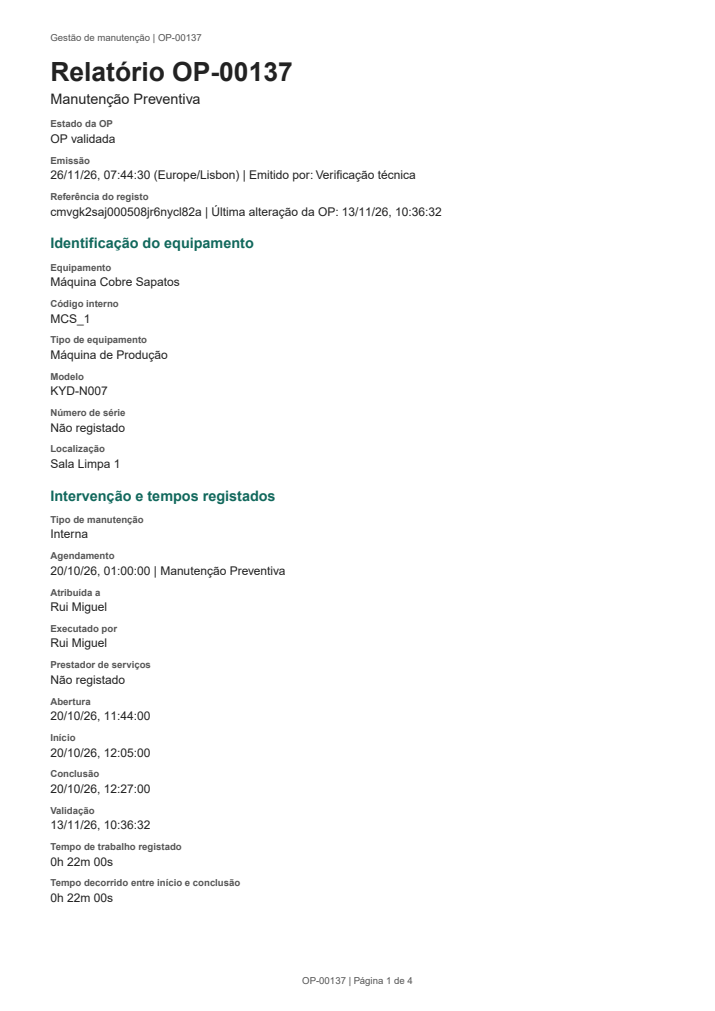 Gestão de manutenção | OP-00137
Relatório OP-00137
Manutenção Preventiva
Estado da OP
OP validada
Emissão
26/11/26, 07:44:30 (Europe/Lisbon) | Emitido por: Verificação técnica
Referência do registo
cmvgk2saj000508jr6nycl82a | Última alteração da OP: 13/11/26, 10:36:32
Identificação do equipamento
Equipamento
Máquina Cobre Sapatos
Código interno
MCS_1
Tipo de equipamento
Máquina de Produção
Modelo
KYD-N007
Número de série
Não registado
Localização
Sala Limpa 1
Intervenção e tempos registados
Tipo de manutenção
Interna
Agendamento
20/10/26, 01:00:00 | Manutenção Preventiva
Atribuída a
Rui Miguel
Executado por
Rui Miguel
Prestador de serviços
Não registado
Abertura
20/10/26, 11:44:00
Início
20/10/26, 12:05:00
Conclusão
20/10/26, 12:27:00
Validação
13/11/26, 10:36:32
Tempo de trabalho registado
0h 22m 00s
Tempo decorrido entre início e conclusão
0h 22m 00s
OP-00137 | Página 1 de 4